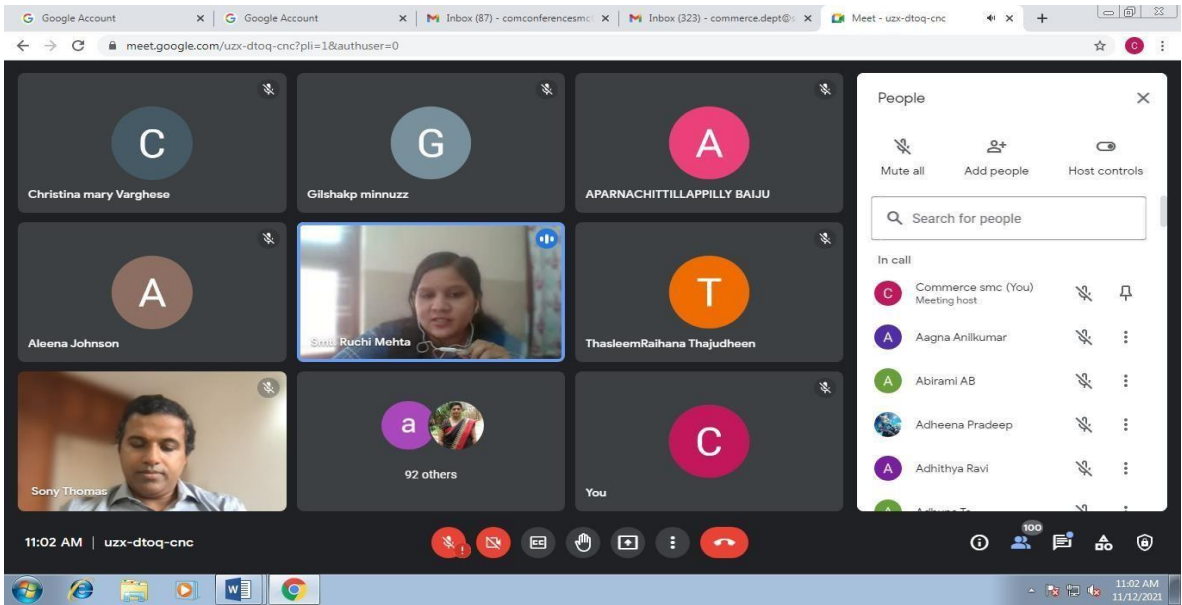 Google Account
Google Account
Inbox (87) - comconferencesmc
Inbox (323) - commerce.dept@s
Meet - uzx-dtoq-cnc
meet.google.com/uzx-dtoq-cnc?pli=1&authuser=0
C
C
Christina mary Varghese
G
Gilshakp minnuzz
A
APARNACHITTILLAPPILLY BAIJU
A
Aleena Johnson
Ruchi Mehta
T
ThasleemRaihana Thajudheen
Sony Thomas
a
92 others
C
You
People
Mute all
Add people
Host controls
Search for people
In call
C
Commerce smc (You)
Meeting host
A
Aagna Anilkumar
A
Abirami AB
Adheena Pradeep
A
Adhithya Ravi
11:02 AM | uzx-dtoq-cnc
CC
100
W
11:02 AM
11/12/2021